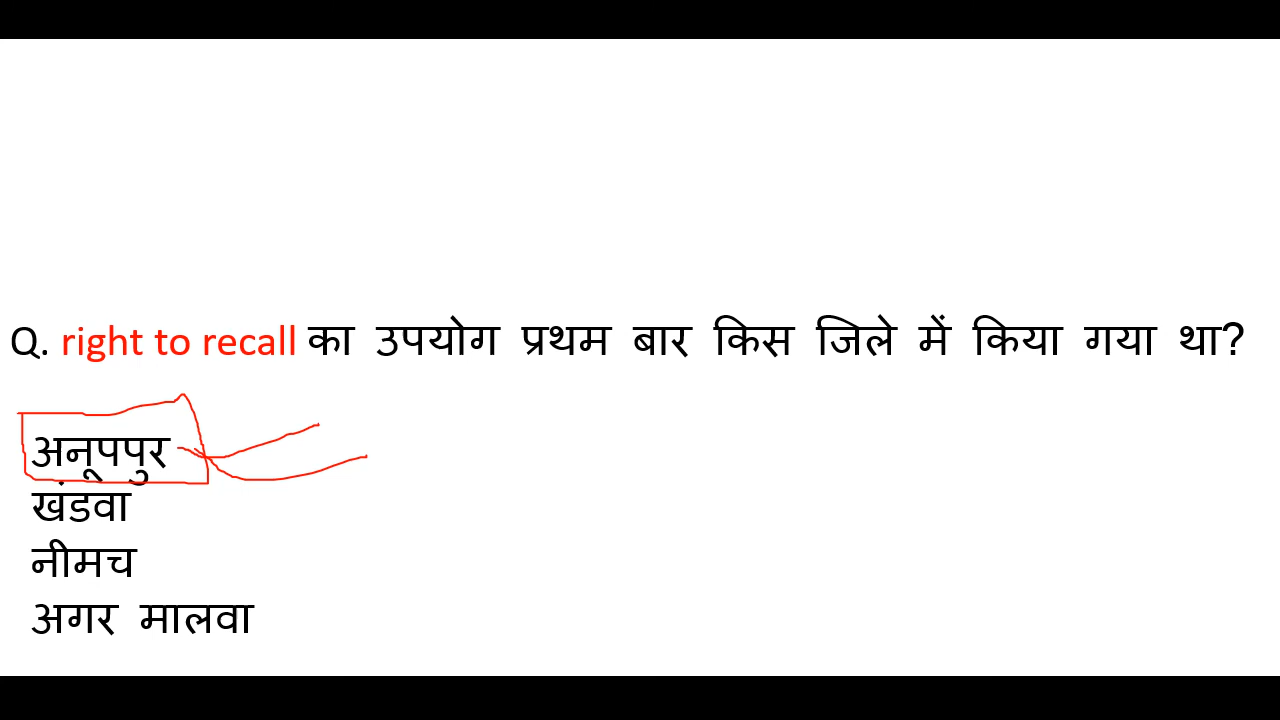 Q. right to recall का उपयोग प्रथम बार किस जिले में किया गया था?
अनूपपुर
खंडवा
नीमच
अगर मालवा